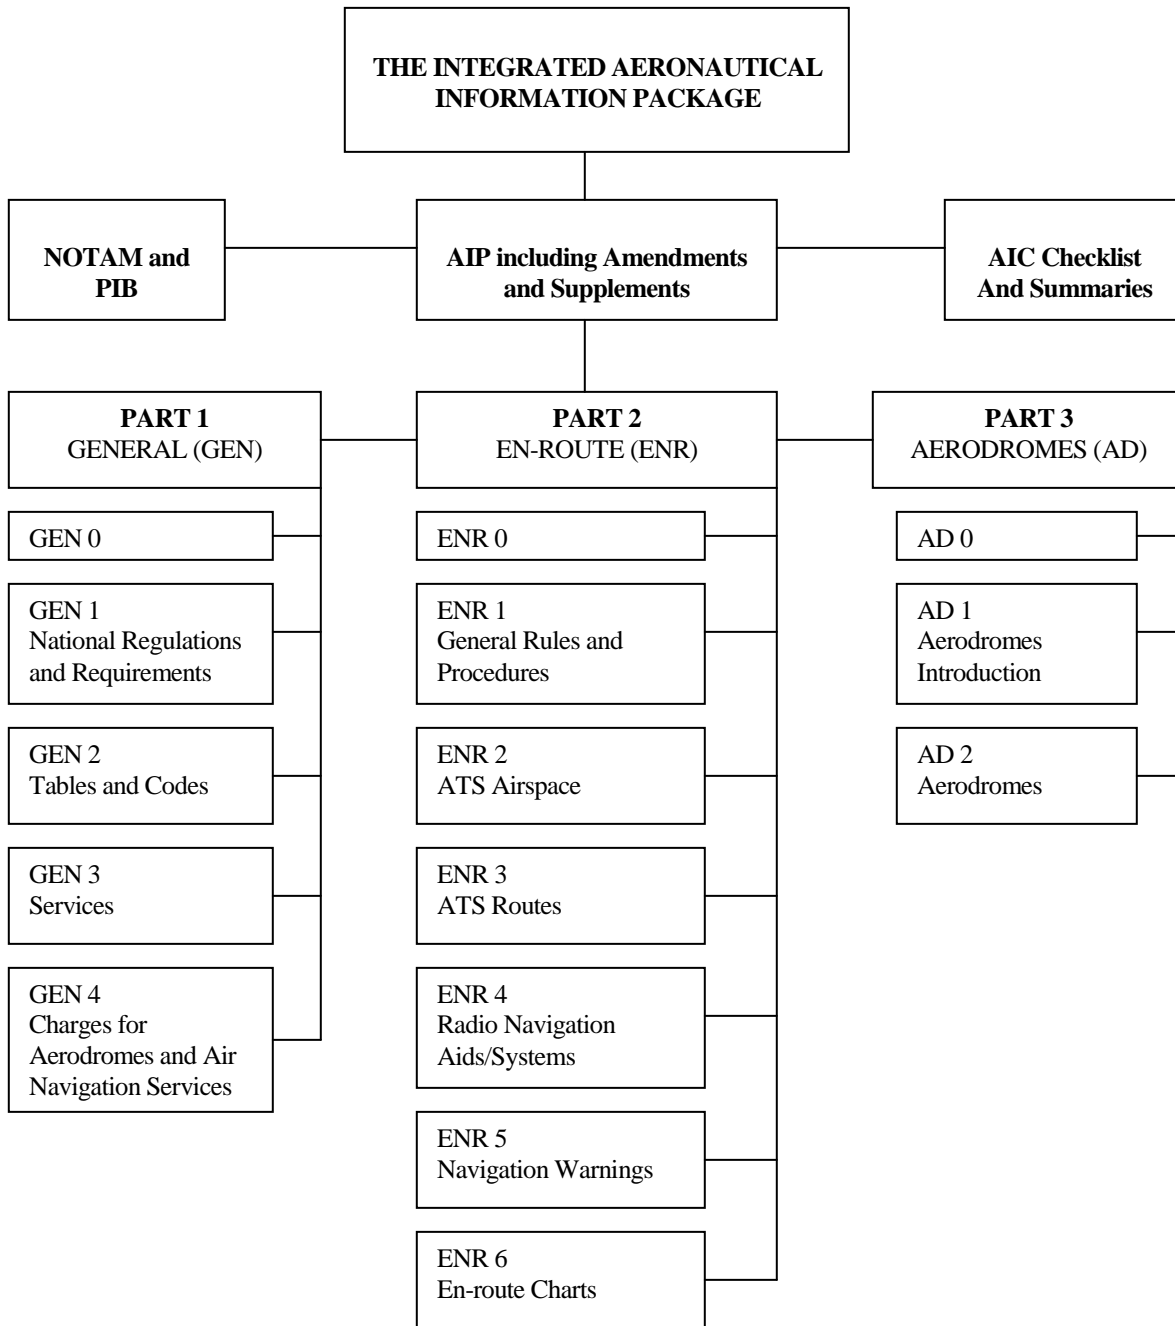 THE INTEGRATED AERONAUTICAL
INFORMATION PACKAGE
NOTAM and
PIB
AIP including Amendments
and Supplements
AIC Checklist
And Summaries
PART 1
GENERAL (GEN)
PART 2
EN-ROUTE (ENR)
PART 3
AERODROMES (AD)
GEN 0
GEN 1
National Regulations
and Requirements
GEN 2
Tables and Codes
GEN 3
Services
GEN 4
Charges for
Aerodromes and Air
Navigation Services
ENR 0
ENR 1
General Rules and
Procedures
ENR 2
ATS Airspace
ENR 3
ATS Routes
ENR 4
Radio Navigation
Aids/Systems
ENR 5
Navigation Warnings
ENR 6
En-route Charts
AD 0
AD 1
Aerodromes
Introduction
AD 2
Aerodromes